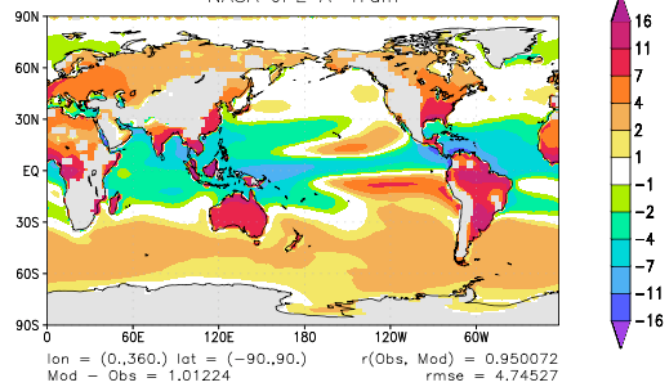 90N
60N
30N
EQ
30S
60S
90S
0 60E 120E 180 120W 60W
16
11
7
4
2
1
-1
-2
-4
-7
-11
-16
lon = (0.,360.) lat = (-90.,90.) r(Obs, Mod) = 0.950072
Mod - Obs = 1.01224 rmse = 4.74527